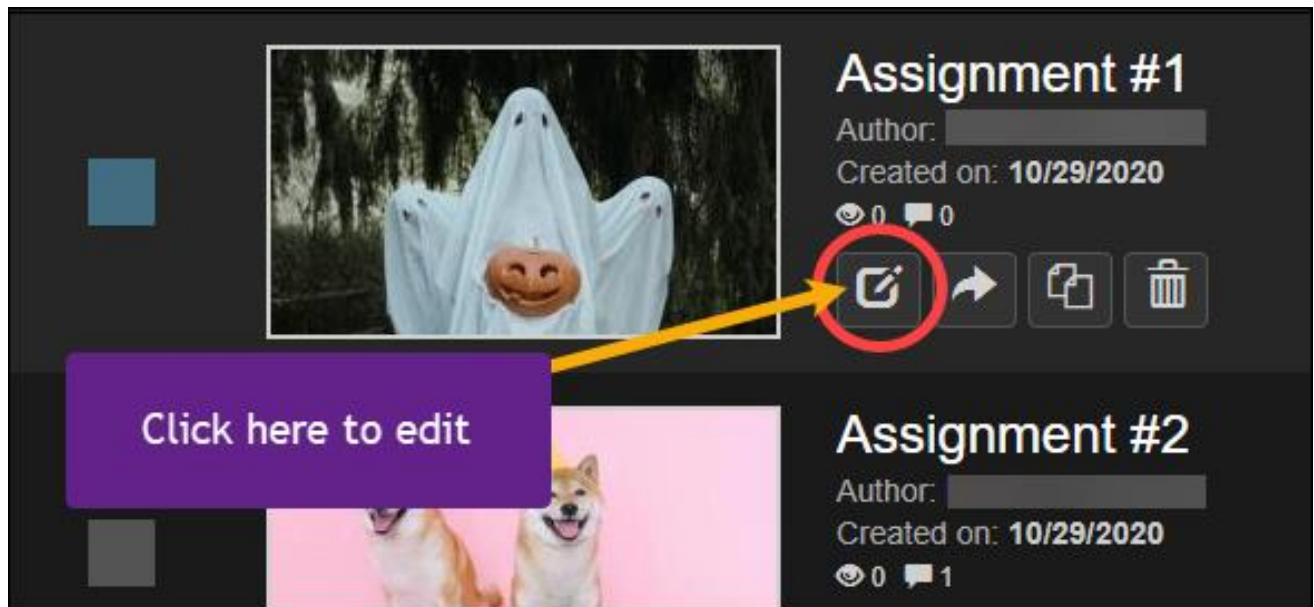 Assignment #1
Author:
Created on: 10/29/2020
0 0
Click here to edit
Assignment #2
Author:
Created on: 10/29/2020
0 1